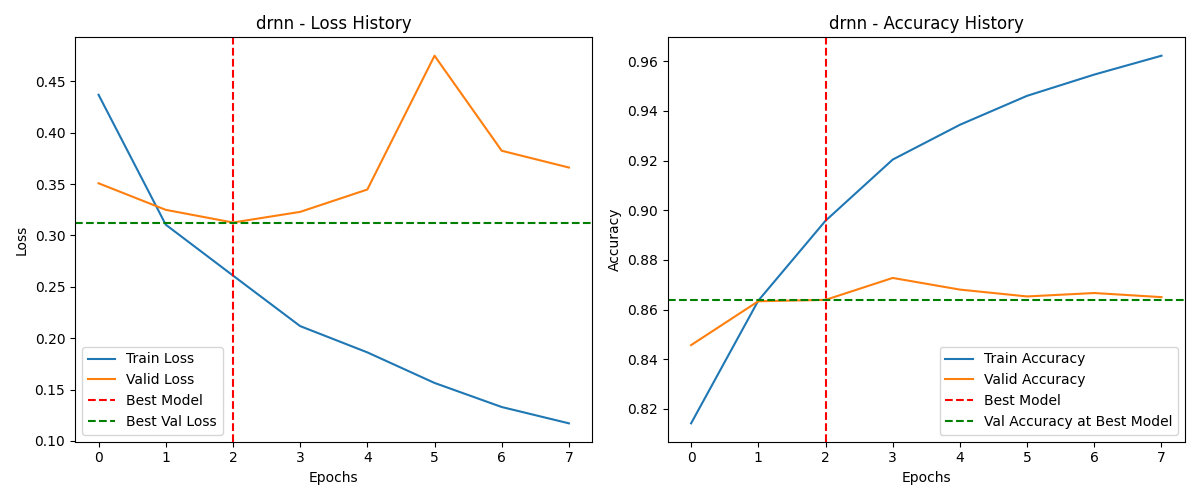 drnn - Loss History
Loss
0.45
0.40
0.35
0.30
0.25
0.20
0.15
0.10
Train Loss
Valid Loss
Best Model
Best Val Loss
0 1 2 3 4 5 6 7
Epochs
drnn - Accuracy History
Accuracy
0.96
0.94
0.92
0.90
0.88
0.86
0.84
0.82
Train Accuracy
Valid Accuracy
Best Model
Val Accuracy at Best Model
0 1 2 3 4 5 6 7
Epochs